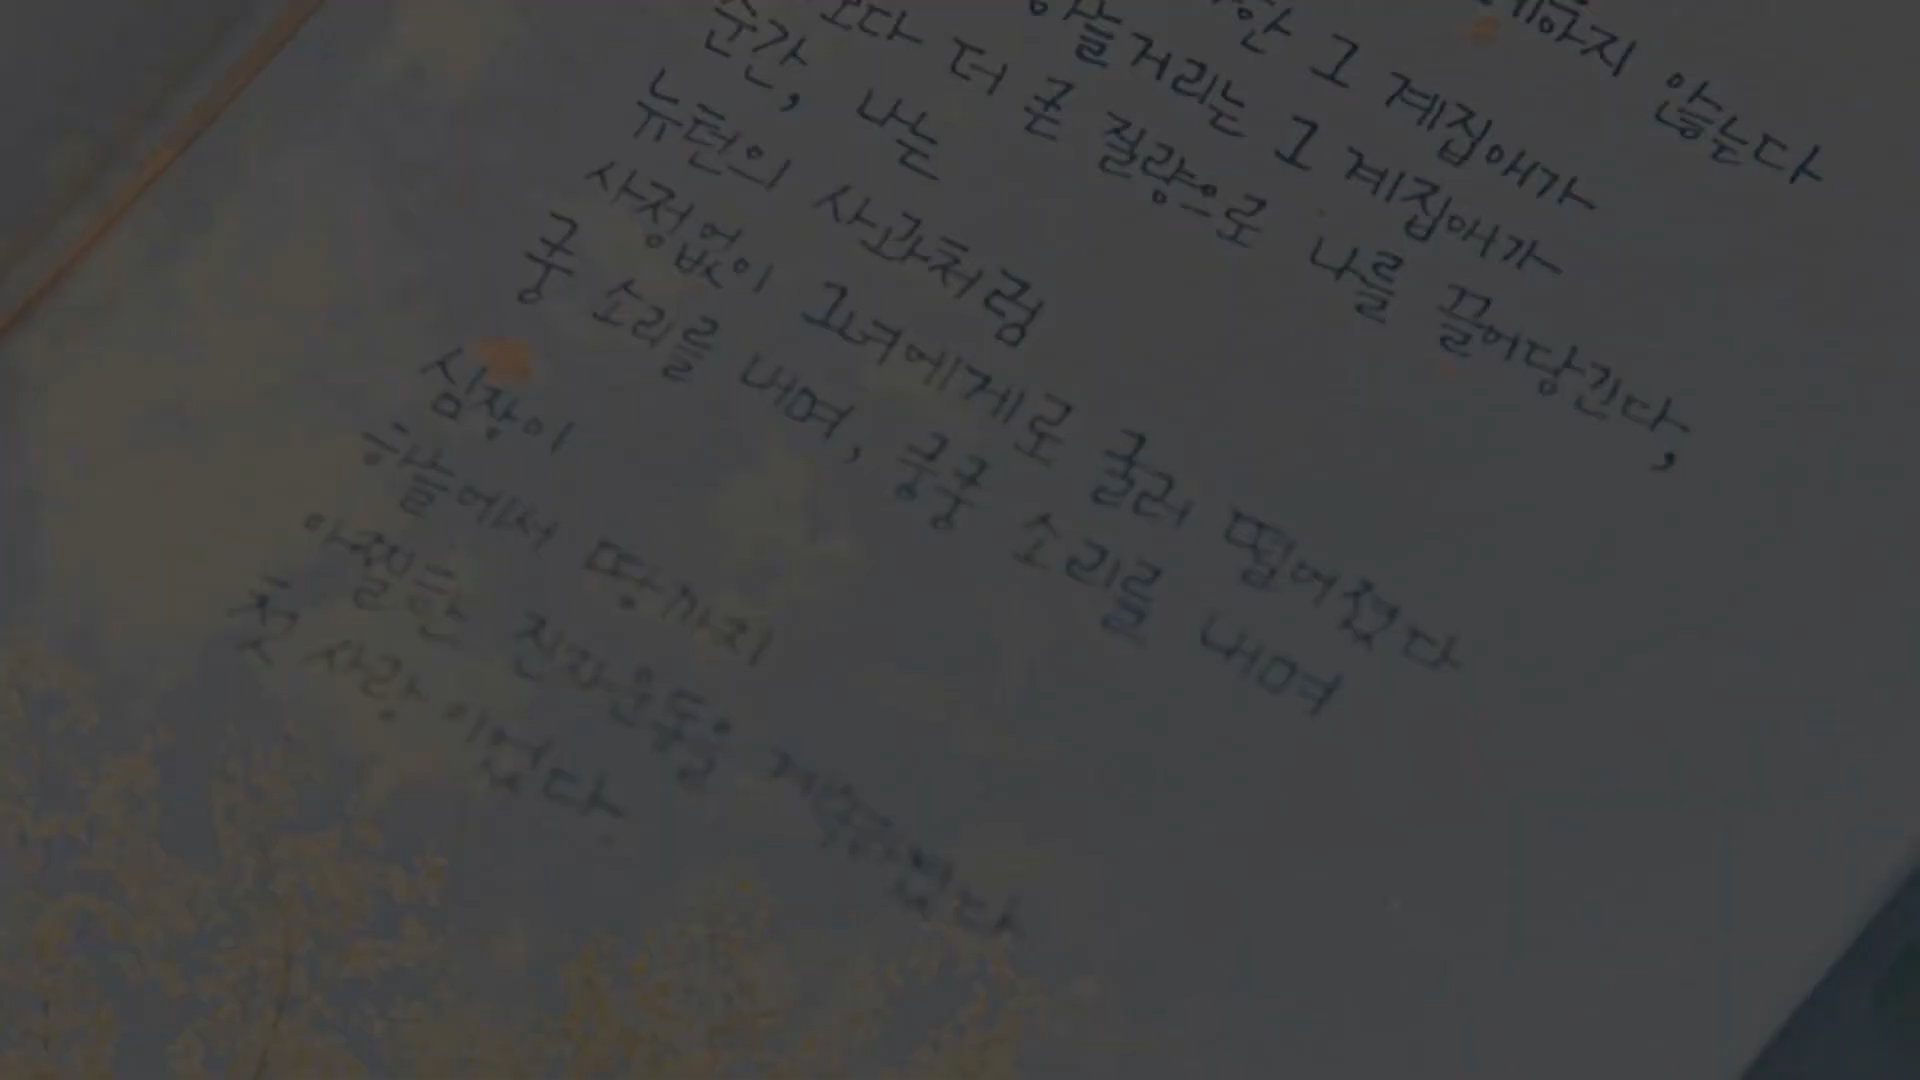 하지 않는다
그 계집애가
거리는 그 계집애가
보다 더 큰 질량으로 나를 끌어당긴다,
순간, 나는
뉴턴의 사과처럼
사정없이 그녀에게로 굴러 떨어졌다
쿵 소리를 내며, 쿵쿵 소리를 내며
심장이
하늘에서 땅까지
아찔한 진자운동을 계속하였다
첫사랑이었다